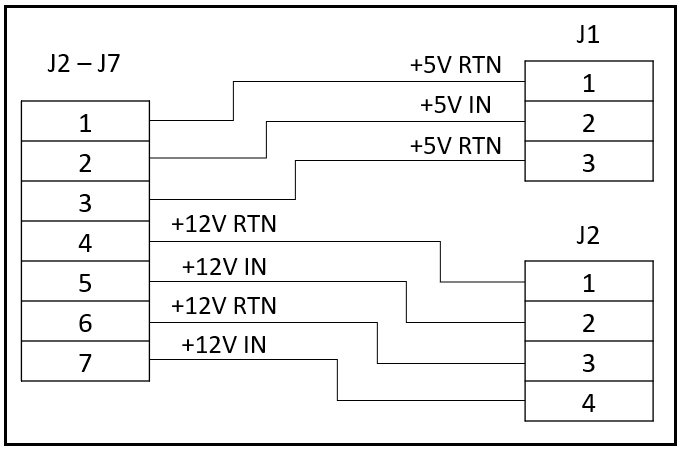 J2 – J7
1
2
3
4
5
6
7
+5V RTN
+5V IN
+5V RTN
+12V RTN
+12V IN
+12V RTN
+12V IN
J1
1
2
3
J2
1
2
3
4